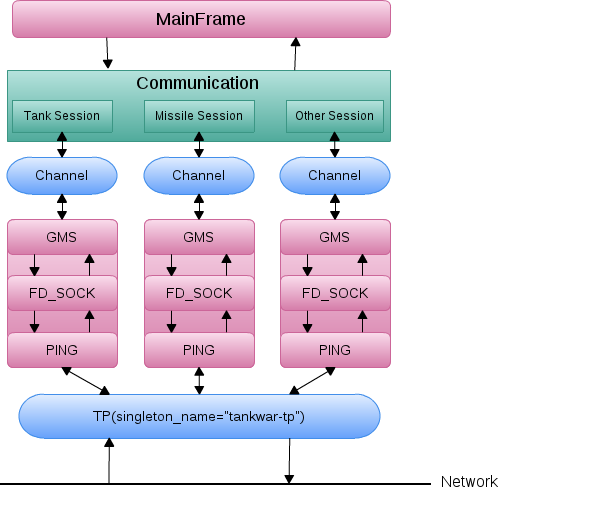 MainFrame
Communication
Tank Session
Missile Session
Other Session
Channel
Channel
Channel
GMS
GMS
GMS
FD_SOCK
FD_SOCK
FD_SOCK
PING
PING
PING
TP(singleton_name="tankwar-tp")
Network